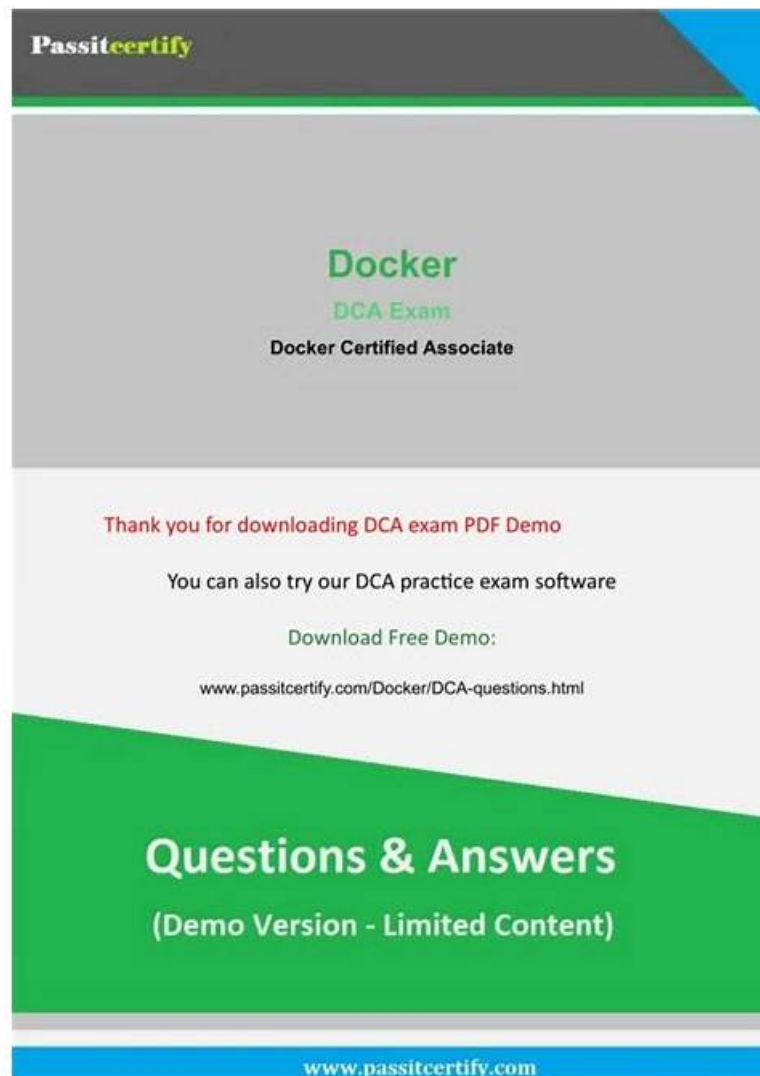 Passitcertify
Docker
DCA Exam
Docker Certified Associate
Thank you for downloading DCA exam PDF Demo
You can also try our DCA practice exam software
Download Free Demo:
www.passitcertify.com/Docker/DCA-questions.html
Questions & Answers
(Demo Version - Limited Content)
www.passitcertify.com